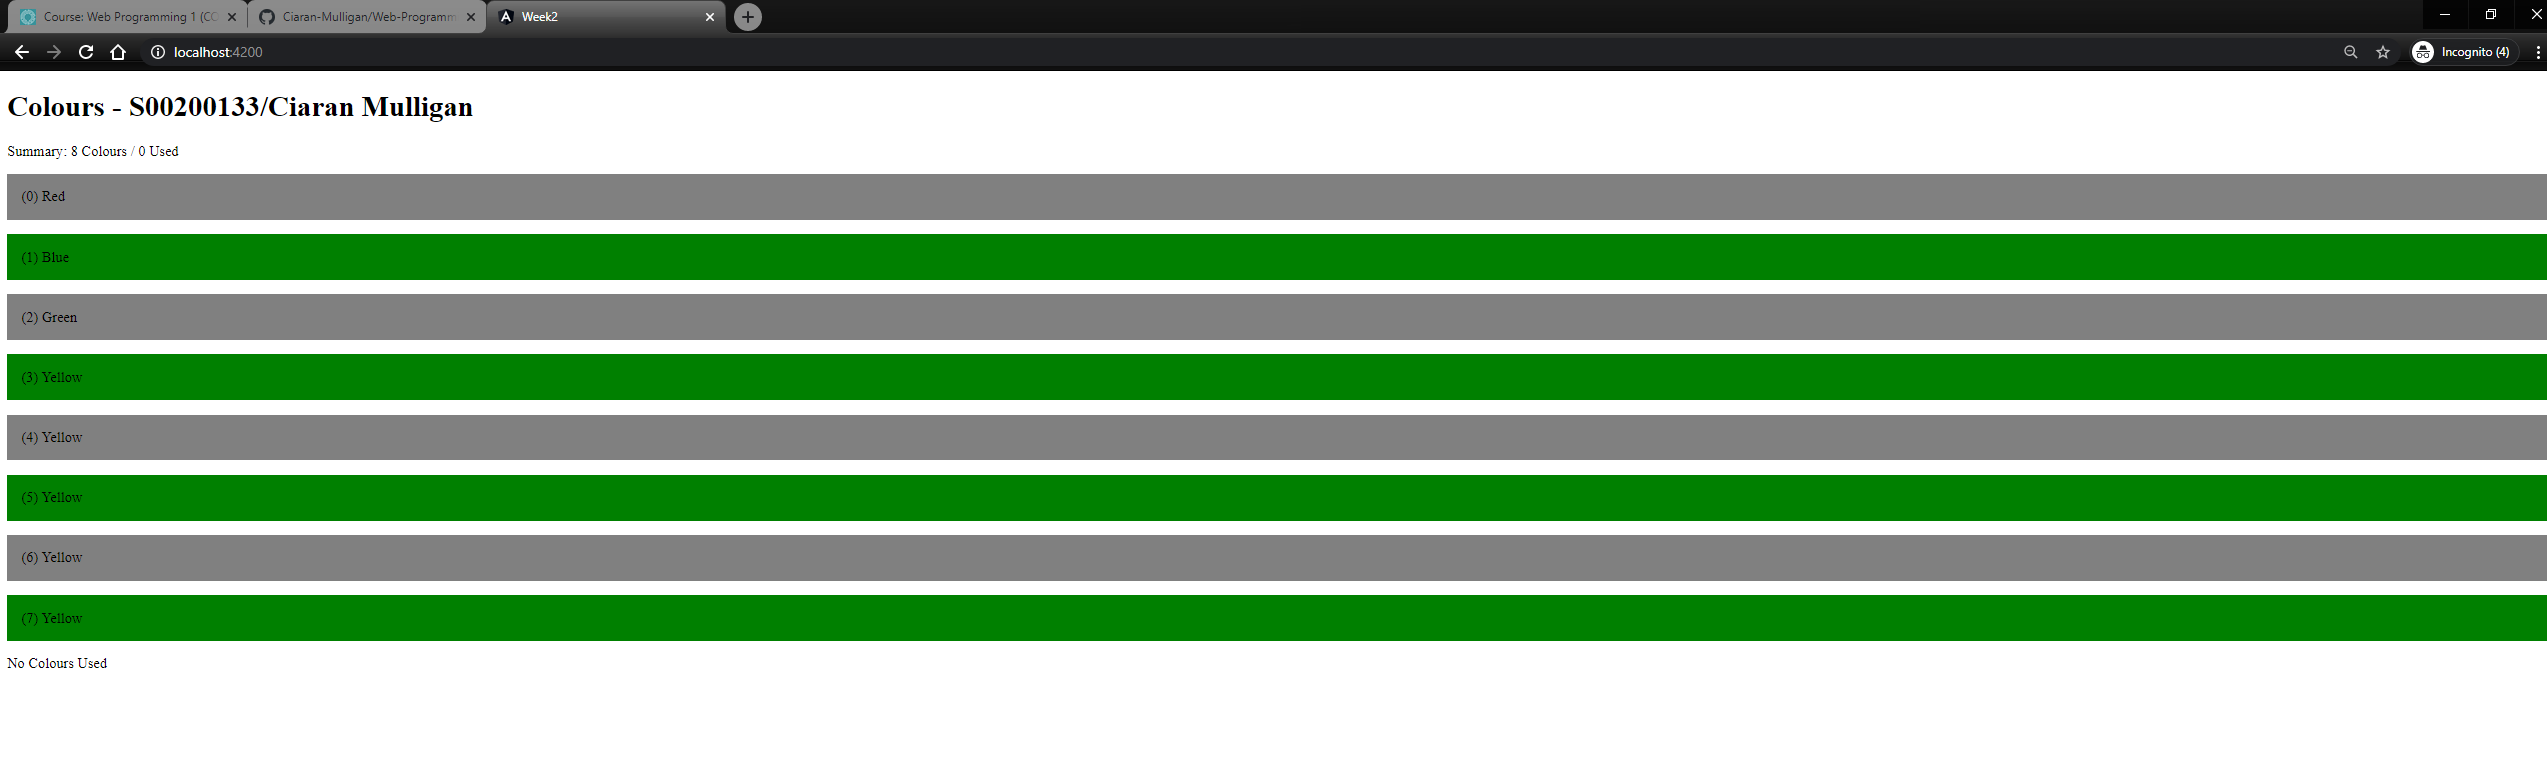 Course: Web Programming 1 (CC
Ciaran-Mulligan/Web-Programm
Week2
localhost:4200
Incognito (4)
Colours - S00200133/Ciaran Mulligan
Summary: 8 Colours / 0 Used
(0) Red
(1) Blue
(2) Green
(3) Yellow
(4) Yellow
(5) Yellow
(6) Yellow
(7) Yellow
No Colours Used